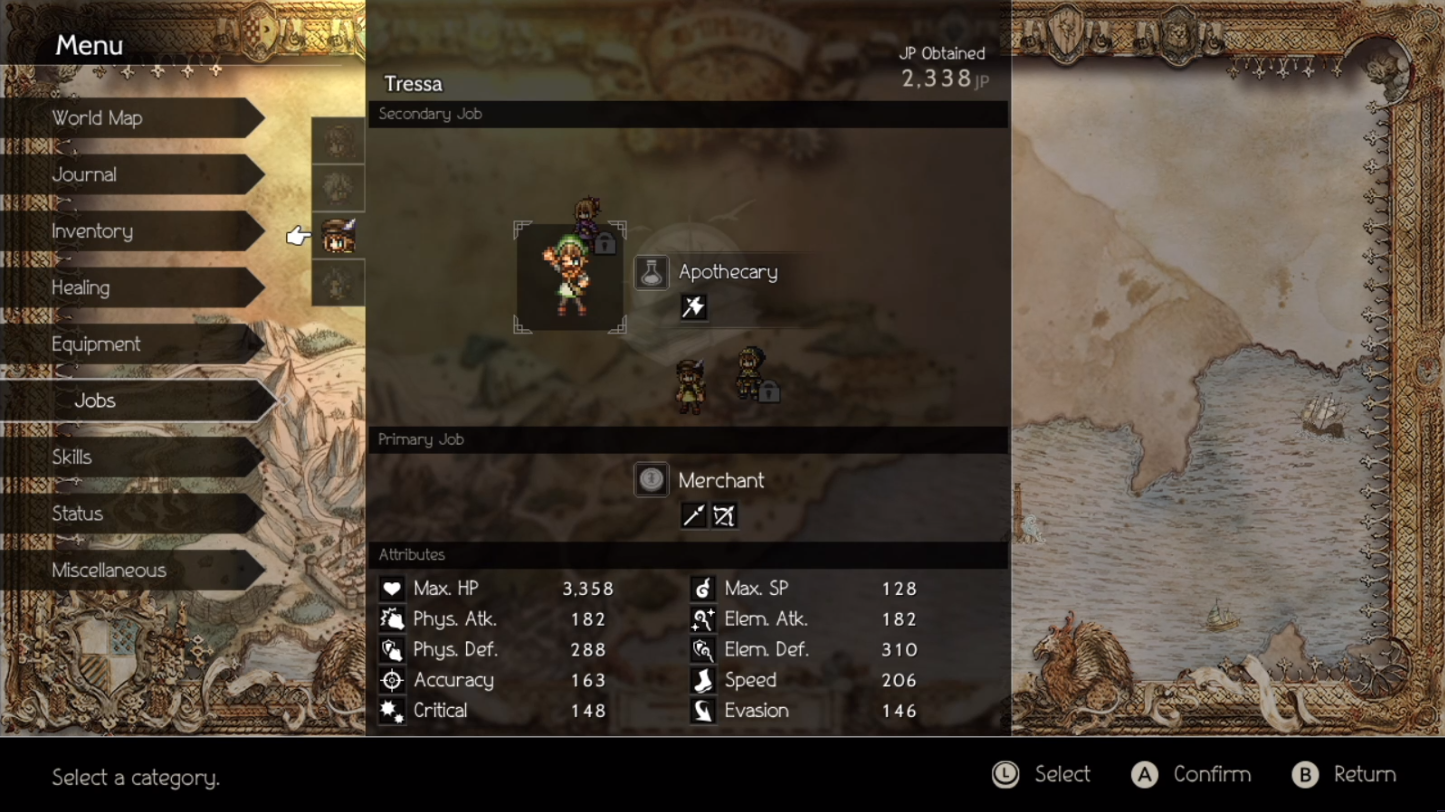 Menu
World Map
Journal
Inventory
Healing
Equipment
Jobs
Skills
Status
Miscellaneous
Tressa
JP Obtained
2,338 JP
Secondary Job
Apothecary
Primary Job
Merchant
Attributes
Max. HP 3,358 Max. SP 128
Phys. Atk. 182 Elem. Atk. 182
Phys. Def. 288 Elem. Def. 310
Accuracy 163 Speed 206
Critical 148 Evasion 146
Select a category.
L Select A Confirm B Return